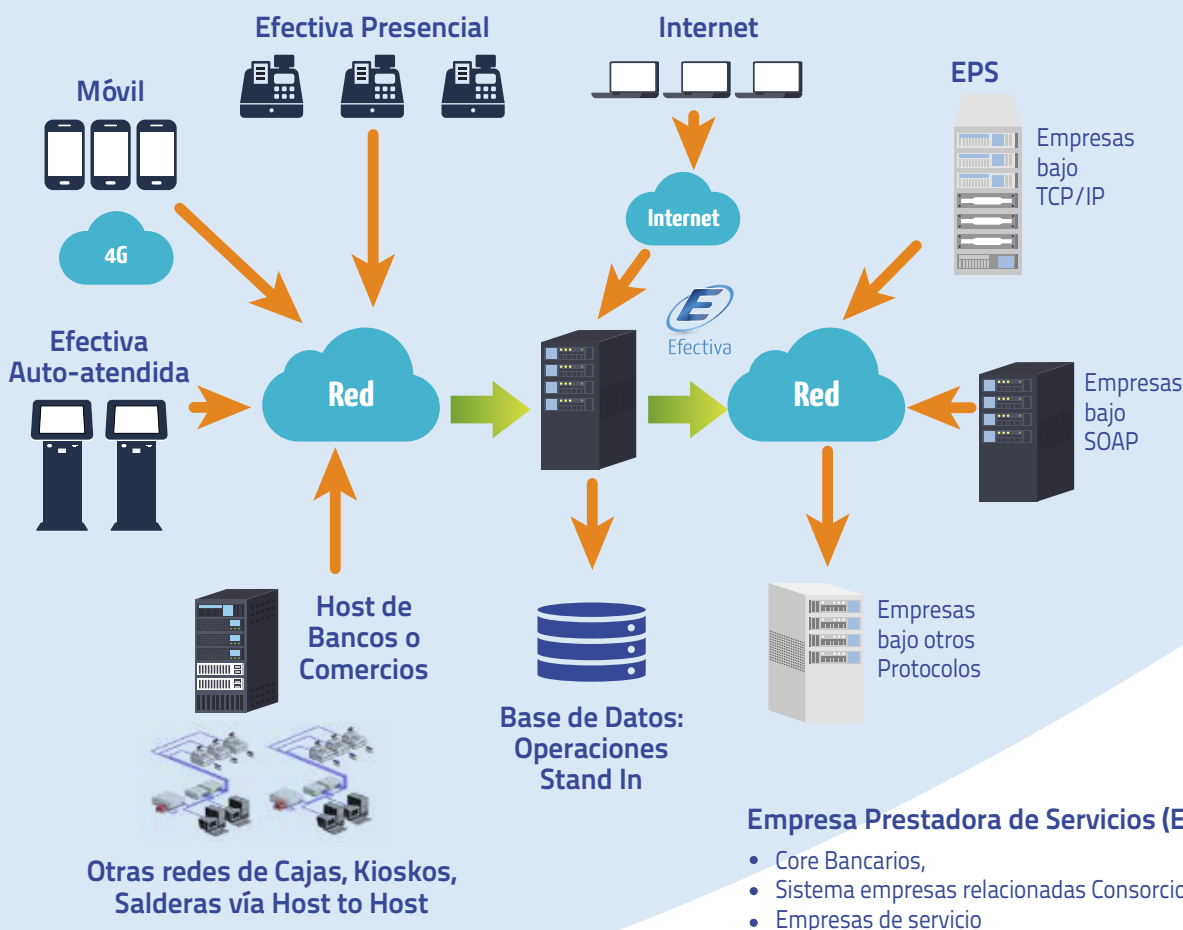 Efectiva Presencial
Internet
Móvil
EPS
Empresas
bajo
TCP/IP
Internet
4G
E
Efectiva
Efectiva
Auto-atendida
Red
Red
Empresas
bajo
SOAP
Host de
Bancos o
Comercios
Empresas
bajo otros
Protocolos
Base de Datos:
Operaciones
Stand In
Otras redes de Cajas, Kioskos,
Salderas vía Host to Host
Empresa Prestadora de Servicios (E
• Core Bancarios,
• Sistema empresas relacionadas Consorcio
• Empresas de servicio